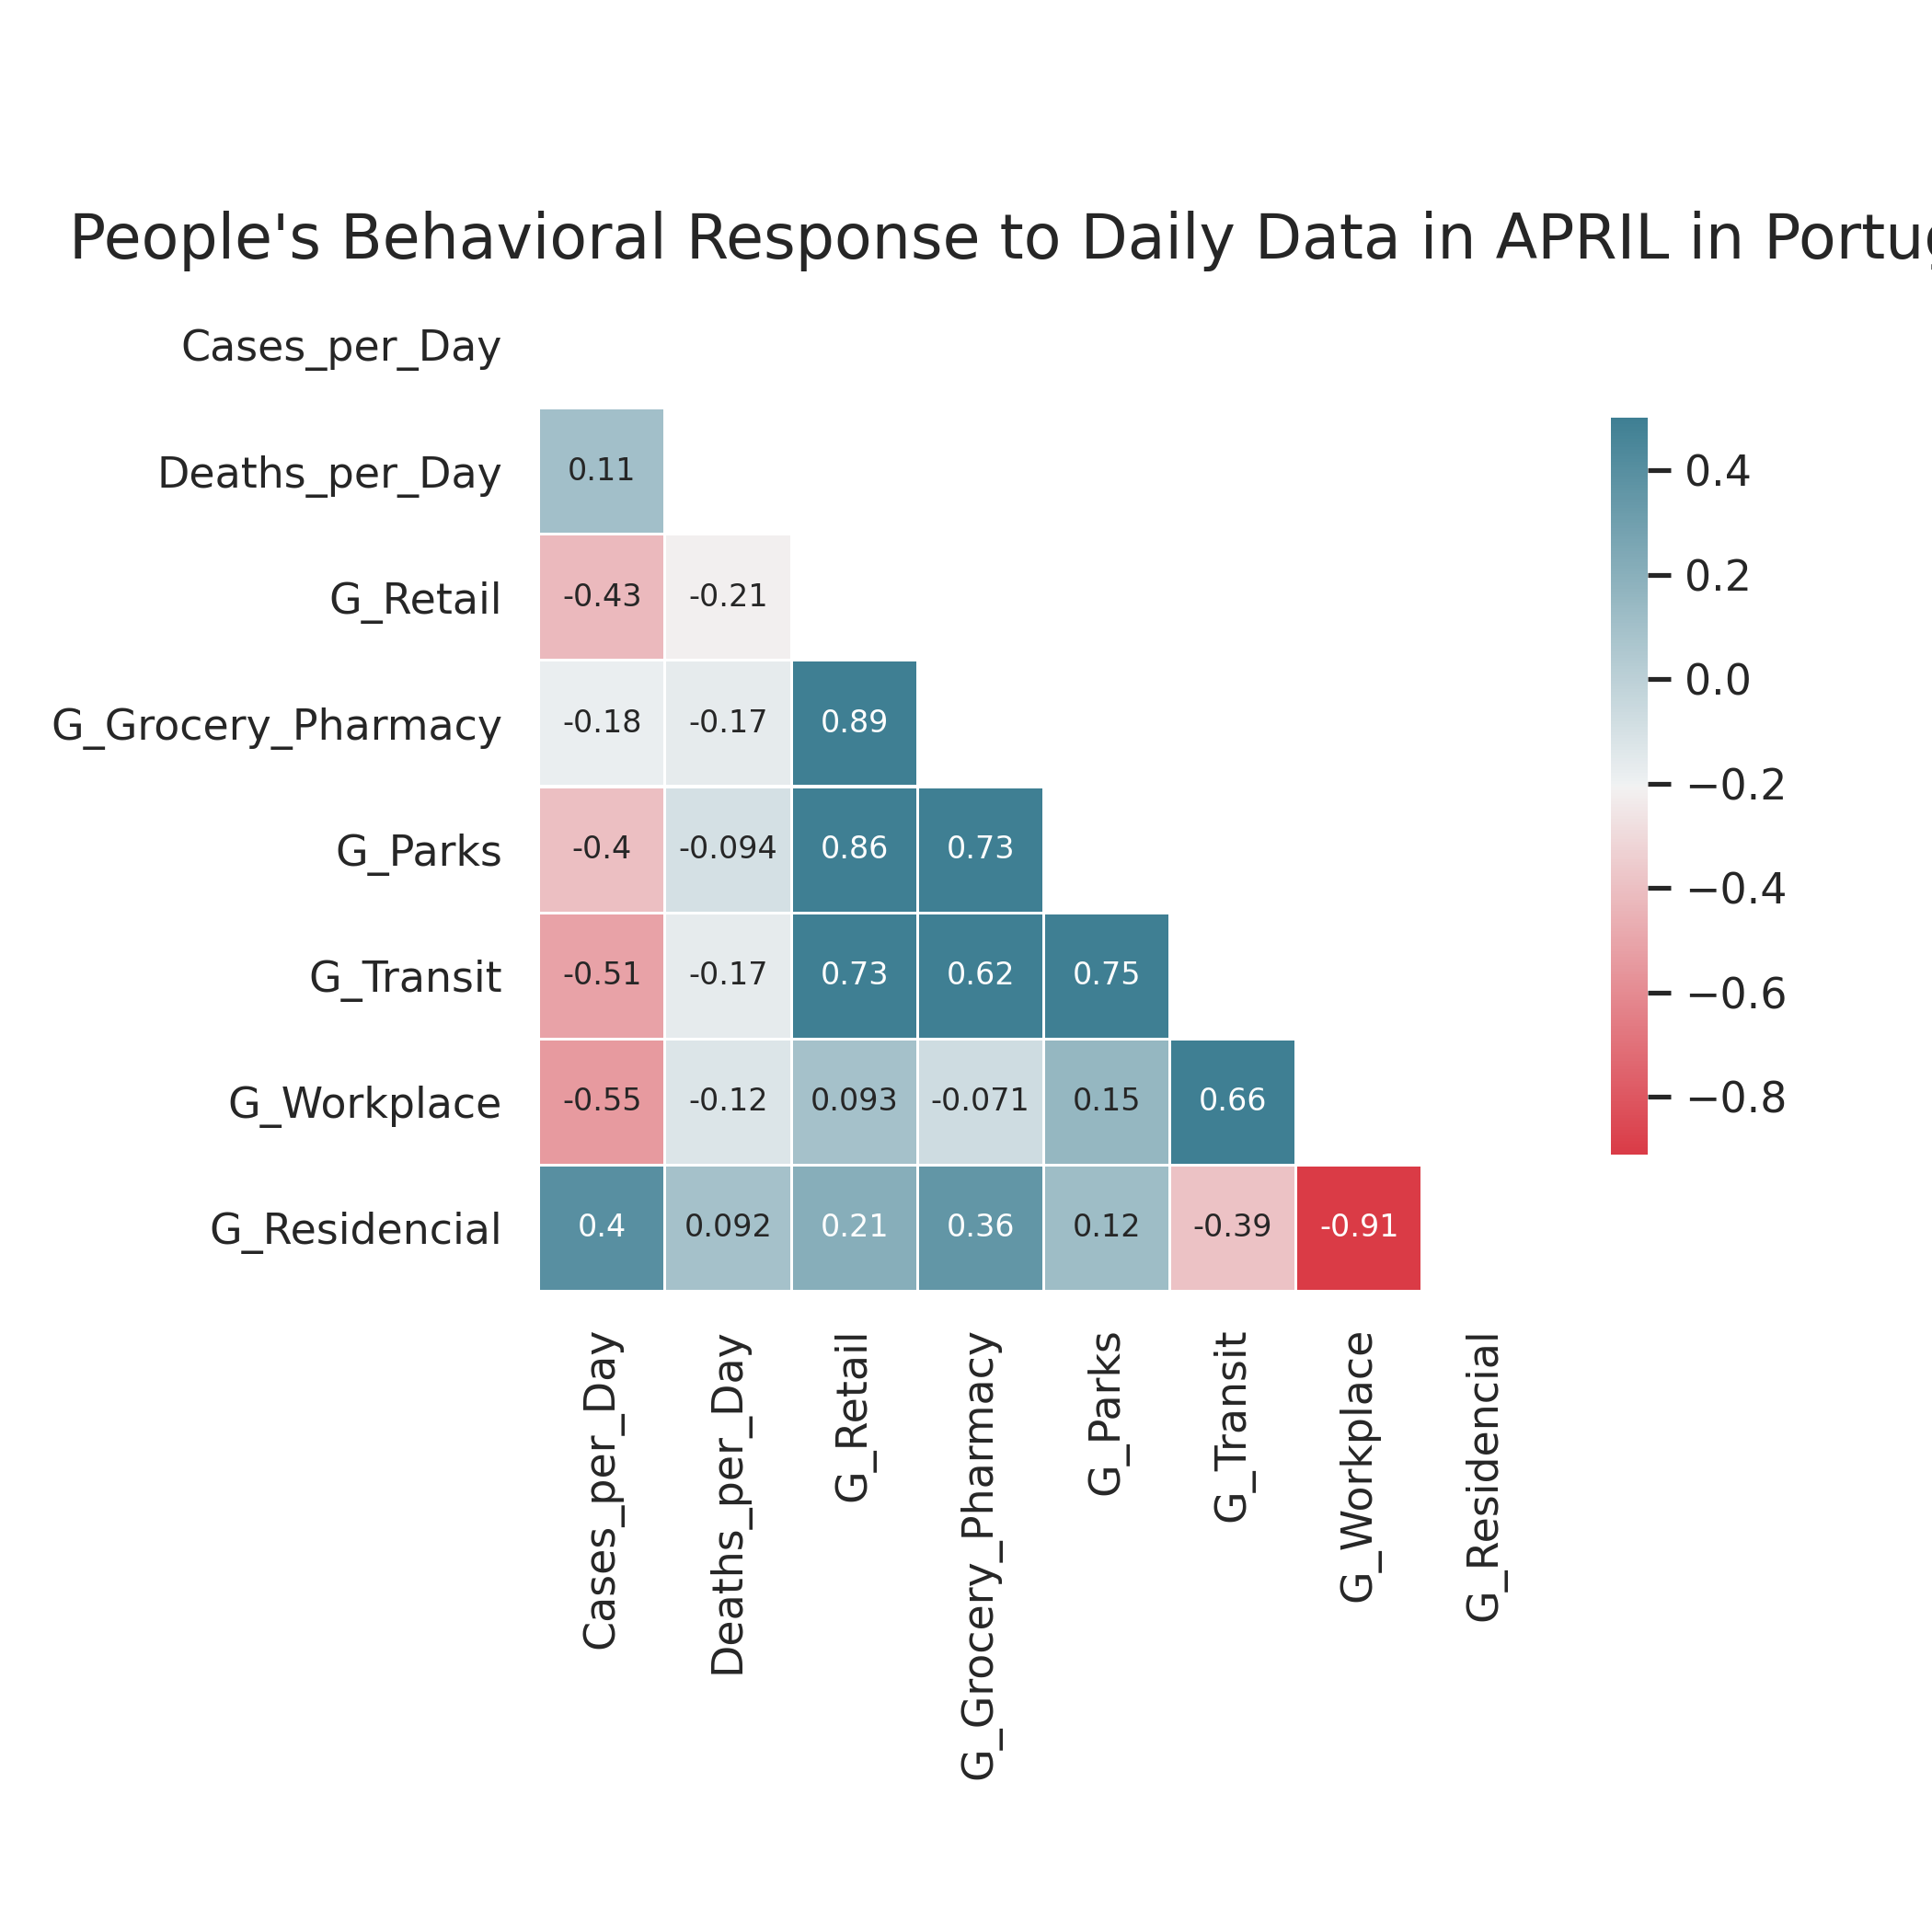 People's Behavioral Response to Daily Data in APRIL in Portug
Cases_per_Day
Deaths_per_Day 0.11
G_Retail -0.43 -0.21
G_Grocery_Pharmacy -0.18 -0.17 0.89
G_Parks -0.4 -0.094 0.86 0.73
G_Transit -0.51 -0.17 0.73 0.62 0.75
G_Workplace -0.55 -0.12 0.093 -0.071 0.15 0.66
G_Residencial 0.4 0.092 0.21 0.36 0.12 -0.39 -0.91
Cases_per_Day
Deaths_per_Day
G_Retail
G_Grocery_Pharmacy
G_Parks
G_Transit
G_Workplace
G_Residencial
0.4
0.2
0.0
−0.2
−0.4
−0.6
−0.8